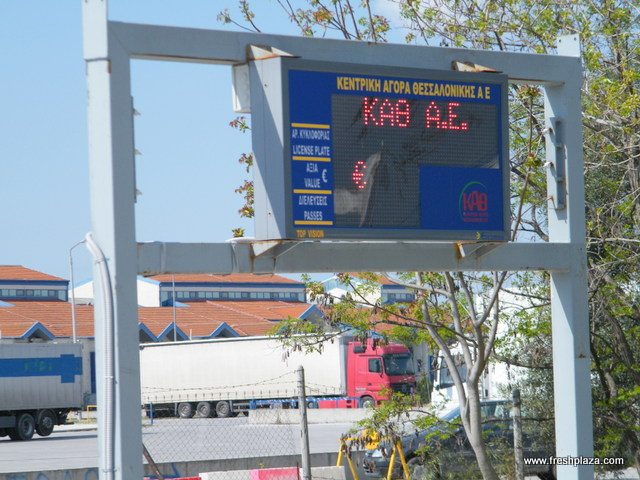 ΚΕΝΤΡΙΚΗ ΑΓΟΡΑ ΘΕΣΣΑΛΟΝΙΚΗΣ Α Ε
ΚΑΘ Α.Ε.
ΑΡ. ΚΥΚΛΟΦΟΡΙΑΣ
LICENSE PLATE
ΑΞΙΑ
VALUE €
€
ΔΙΕΛΕΥΣΕΙΣ
PASSES
ΚΑΘ
TOP VISION
www.freshplaza.com